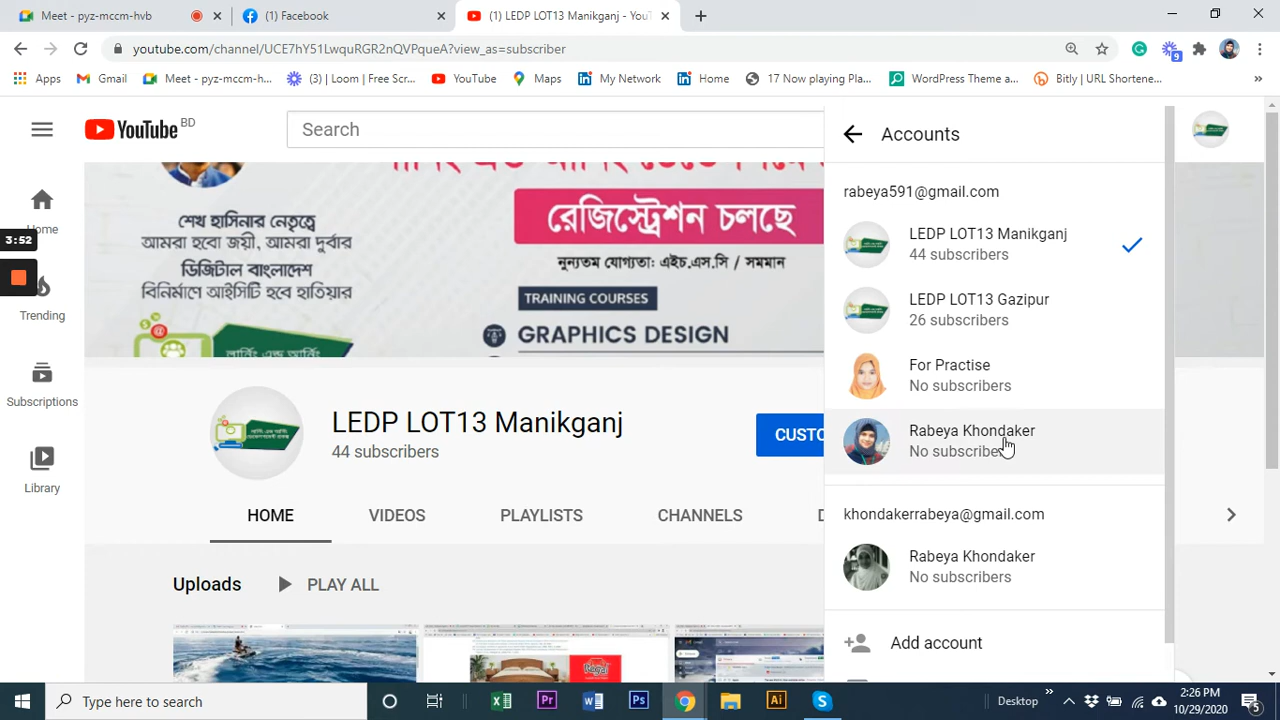 Meet - pyz-mccm-hvb
(1) Facebook
(1) LEDP LOT13 Manikganj - YouT
youtube.com/channel/UCE7hY51LwquRGR2nQVPqueA?view_as=subscriber
9
Apps
Gmail
Meet - pyz-mccm-h...
(3) | Loom | Free Scr...
YouTube
Maps
My Network
Home
17 Now playing Pla...
WordPress Theme a...
Bitly | URL Shortene...
»
YouTube BD
Search
Accounts
rabeya591@gmail.com
রেজিস্ট্রেশন চলছে
শেখ হাসিনার নেতৃত্বে
আমরা হবো জয়ী, আমরা দুর্বার
ডিজিটাল বাংলাদেশ
বিনির্মাণে আইসিটি হবে হাতিয়ার
ন্যূনতম যোগ্যতা: এইচ.এস.সি / সমমান
TRAINING COURSES
GRAPHICS DESIGN
LEDP LOT13 Manikganj
44 subscribers
LEDP LOT13 Gazipur
26 subscribers
For Practise
No subscribers
Rabeya Khondaker
No subscribe
khondakerrabeya@gmail.com
Rabeya Khondaker
No subscribers
Add account
Home
3:52
Trending
Subscriptions
Library
LEDP LOT13 Manikganj
44 subscribers
CUSTO
HOME
VIDEOS
PLAYLISTS
CHANNELS
D
Uploads
PLAY ALL
Type here to search
Pr
Ps
Ai
Desktop
»
2:26 PM
10/29/2020
5